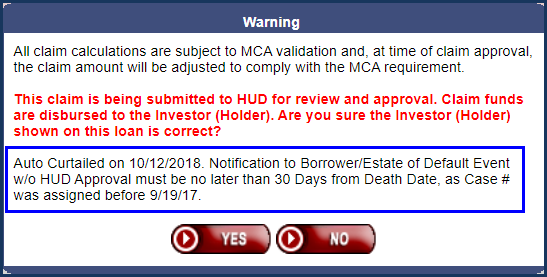 Warning
All claim calculations are subject to MCA validation and, at time of claim approval,
the claim amount will be adjusted to comply with the MCA requirement.
This claim is being submitted to HUD for review and approval. Claim funds
are disbursed to the Investor (Holder). Are you sure the Investor (Holder)
shown on this loan is correct?
Auto Curtailed on 10/12/2018. Notification to Borrower/Estate of Default Event
w/o HUD Approval must be no later than 30 Days from Death Date, as Case #
was assigned before 9/19/17.
YES NO